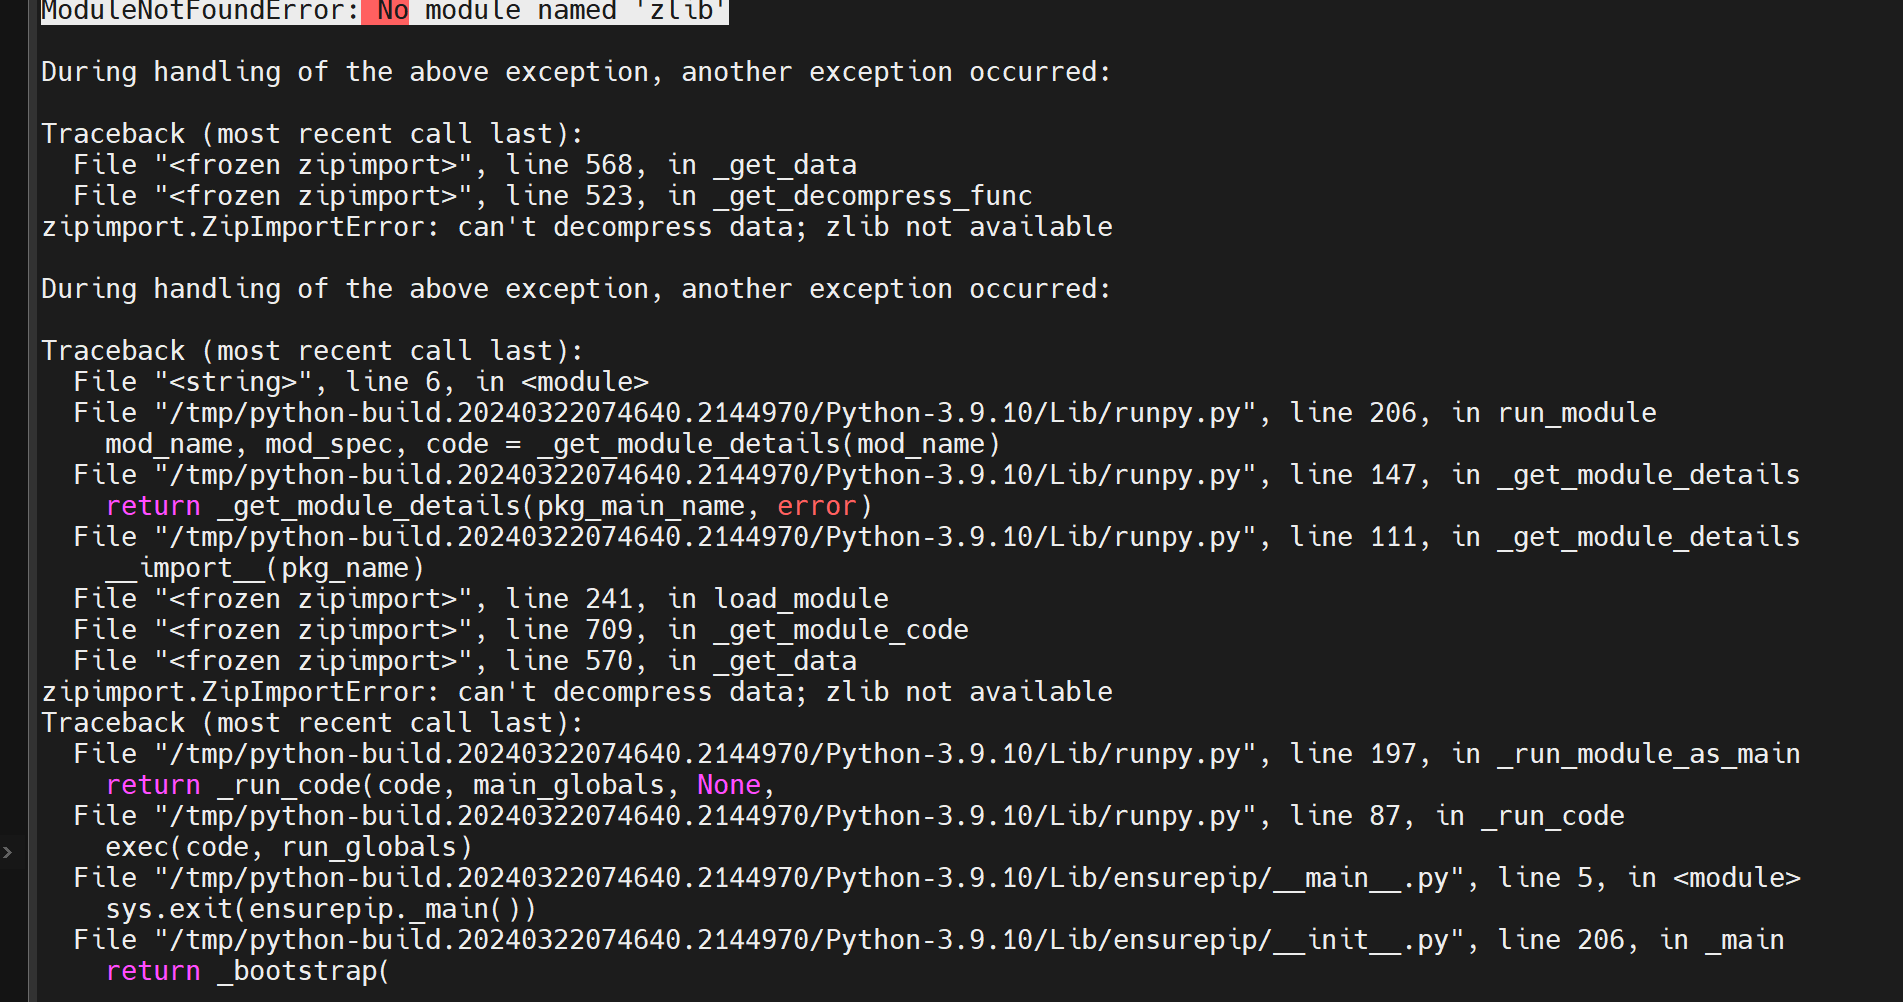 ModuleNotFoundError: No module named 'zlib'
During handling of the above exception, another exception occurred:
Traceback (most recent call last):
  File "<frozen zipimport>", line 568, in _get_data
  File "<frozen zipimport>", line 523, in _get_decompress_func
zipimport.ZipImportError: can't decompress data; zlib not available
During handling of the above exception, another exception occurred:
Traceback (most recent call last):
  File "<string>", line 6, in <module>
  File "/tmp/python-build.20240322074640.2144970/Python-3.9.10/Lib/runpy.py", line 206, in run_module
    mod_name, mod_spec, code = _get_module_details(mod_name)
  File "/tmp/python-build.20240322074640.2144970/Python-3.9.10/Lib/runpy.py", line 147, in _get_module_details
    return _get_module_details(pkg_main_name, error)
  File "/tmp/python-build.20240322074640.2144970/Python-3.9.10/Lib/runpy.py", line 111, in _get_module_details
    __import__(pkg_name)
  File "<frozen zipimport>", line 241, in load_module
  File "<frozen zipimport>", line 709, in _get_module_code
  File "<frozen zipimport>", line 570, in _get_data
zipimport.ZipImportError: can't decompress data; zlib not available
Traceback (most recent call last):
  File "/tmp/python-build.20240322074640.2144970/Python-3.9.10/Lib/runpy.py", line 197, in _run_module_as_main
    return _run_code(code, main_globals, None,
  File "/tmp/python-build.20240322074640.2144970/Python-3.9.10/Lib/runpy.py", line 87, in _run_code
    exec(code, run_globals)
  File "/tmp/python-build.20240322074640.2144970/Python-3.9.10/Lib/ensurepip/__main__.py", line 5, in <module>
    sys.exit(ensurepip._main())
  File "/tmp/python-build.20240322074640.2144970/Python-3.9.10/Lib/ensurepip/__init__.py", line 206, in _main
    return _bootstrap(